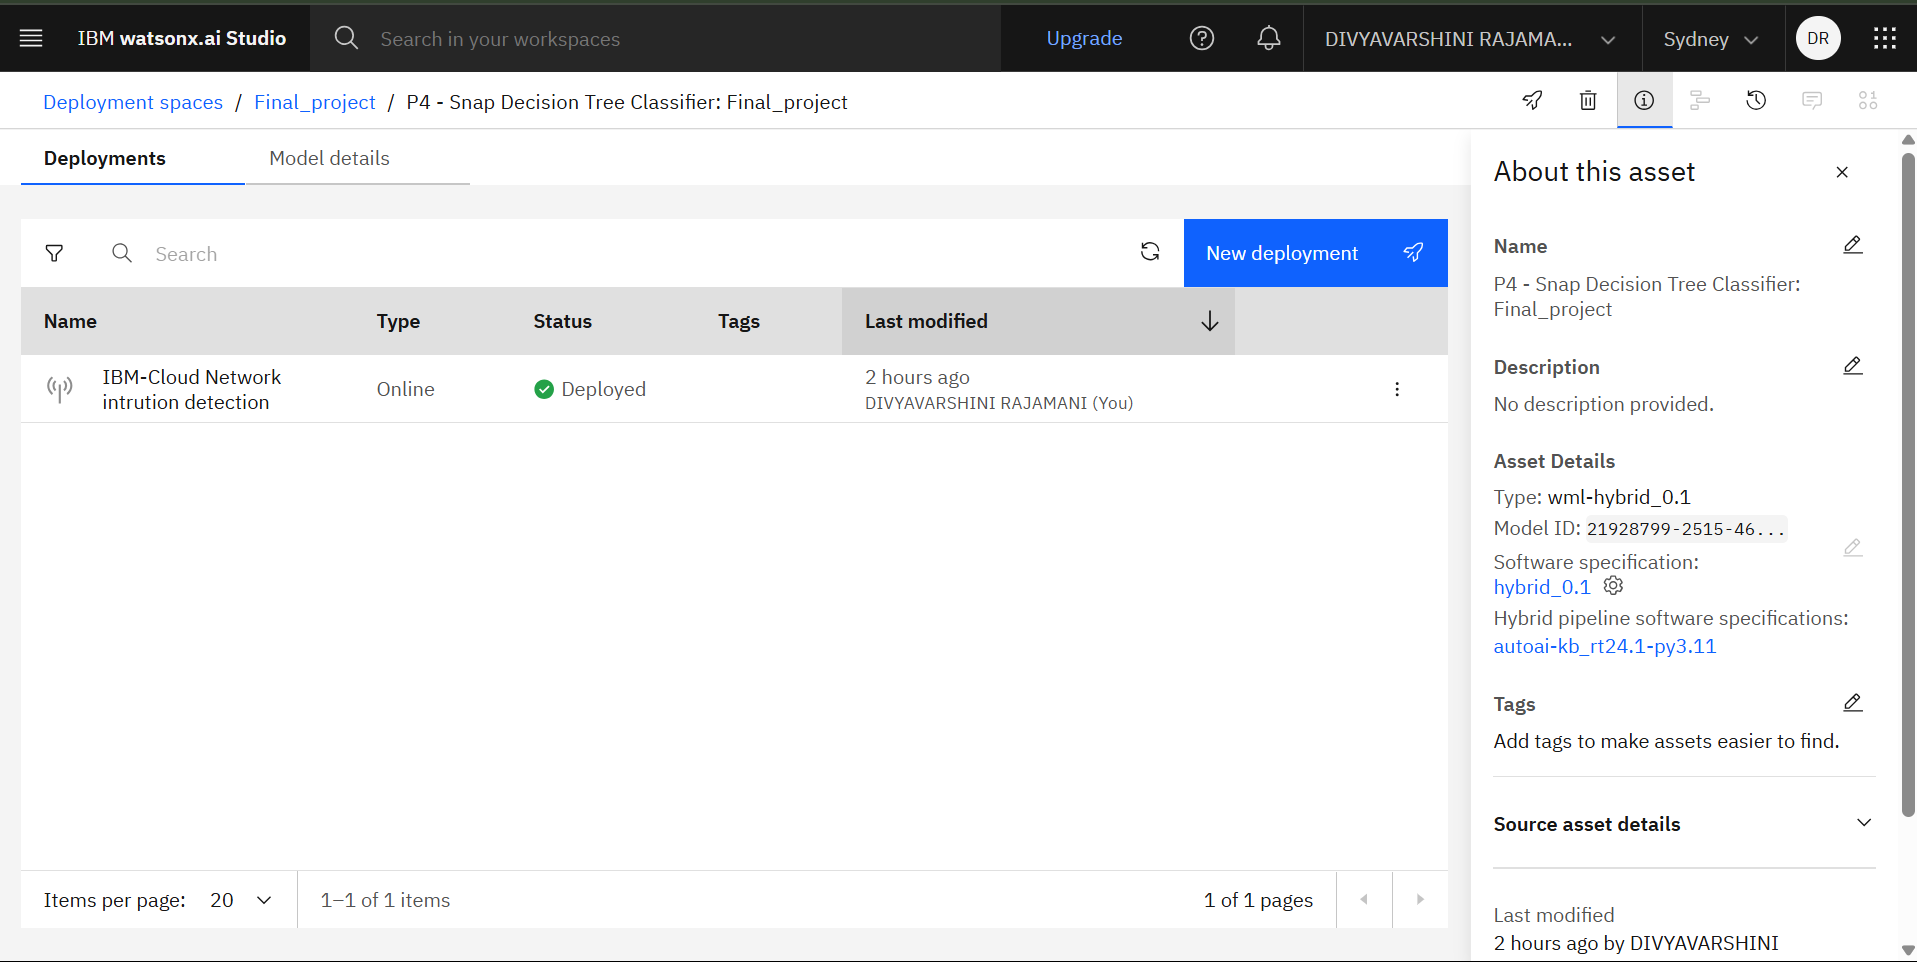 IBM watsonx.ai Studio
Search in your workspaces
Upgrade
DIVYAVARSHINI RAJAMA...
Sydney
DR
Deployment spaces / Final_project / P4 - Snap Decision Tree Classifier: Final_project
Deployments
Model details
Search
New deployment
Name
Type
Status
Tags
Last modified
IBM-Cloud Network
intrution detection
Online
Deployed
2 hours ago
DIVYAVARSHINI RAJAMANI (You)
Items per page: 20
1–1 of 1 items
1 of 1 pages
About this asset
Name
P4 - Snap Decision Tree Classifier:
Final_project
Description
No description provided.
Asset Details
Type: wml-hybrid_0.1
Model ID: 21928799-2515-46...
Software specification:
hybrid_0.1
Hybrid pipeline software specifications:
autoai-kb_rt24.1-py3.11
Tags
Add tags to make assets easier to find.
Source asset details
Last modified
2 hours ago by DIVYAVARSHINI